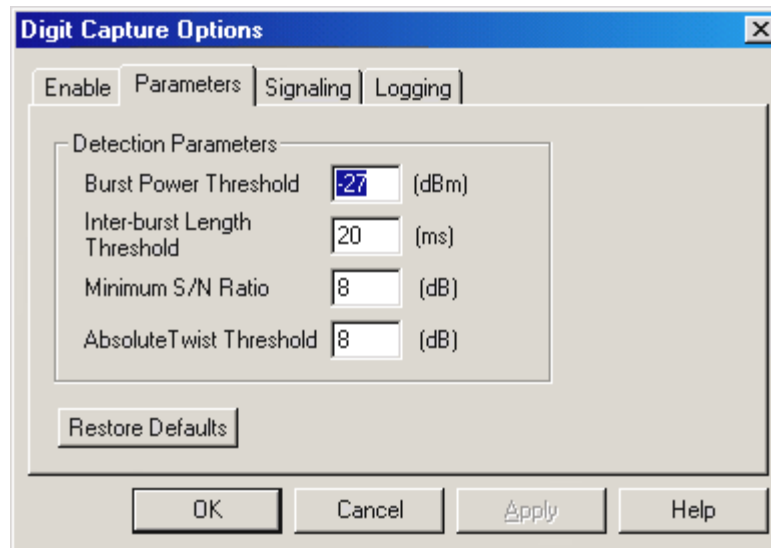 Digit Capture Options
Enable Parameters Signaling Logging
Detection Parameters
Burst Power Threshold -27 (dBm)
Inter-burst Length
Threshold 20 (ms)
Minimum S/N Ratio 8 (dB)
AbsoluteTwist Threshold 8 (dB)
Restore Defaults
OK Cancel Apply Help